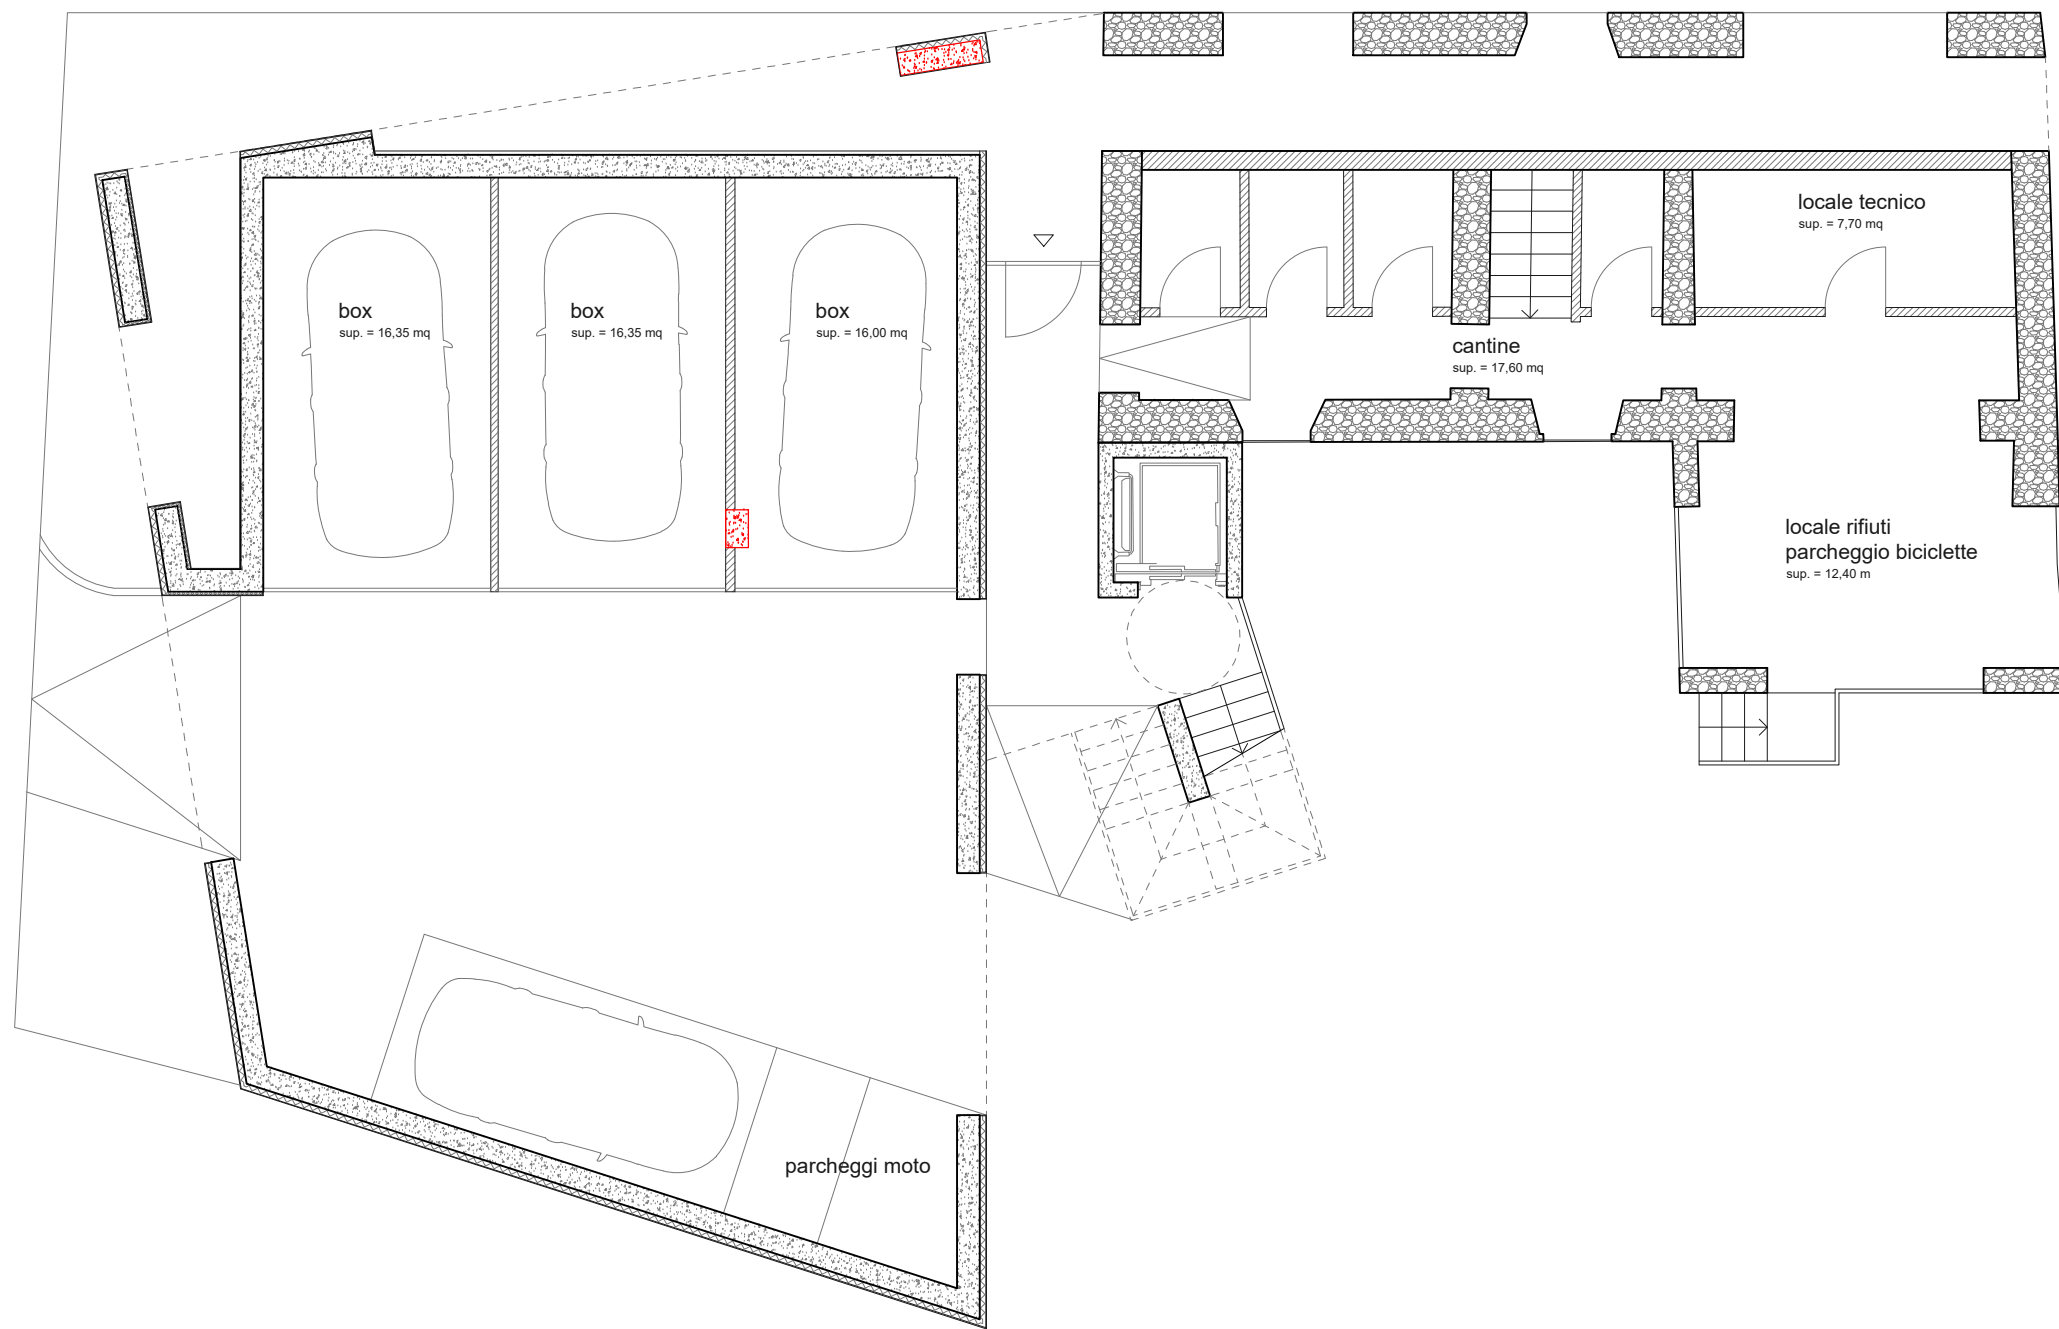 locale tecnico
sup. = 7,70 mq
box
sup. = 16,35 mq
box
sup. = 16,35 mq
box
sup. = 16,00 mq
cantine
sup. = 17,60 mq
locale rifiuti
parcheggio biciclette
sup. = 12,40 m
parcheggi moto